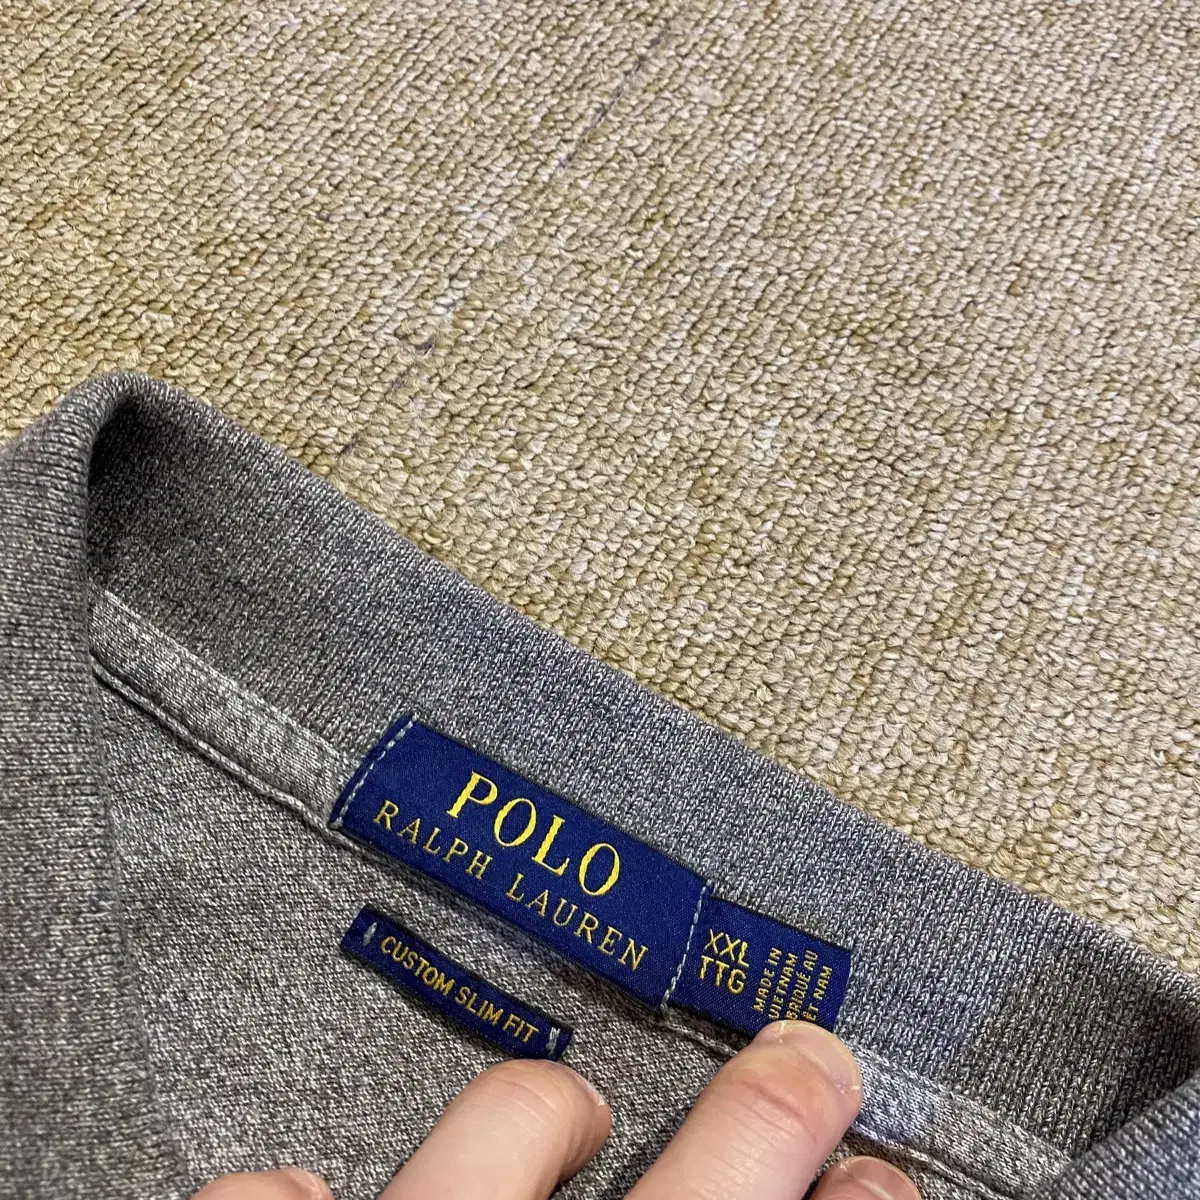 POLO
RALPH LAUREN
XXL
TTG
MADE IN
VIETNAM
CUSTOM SLIM FIT